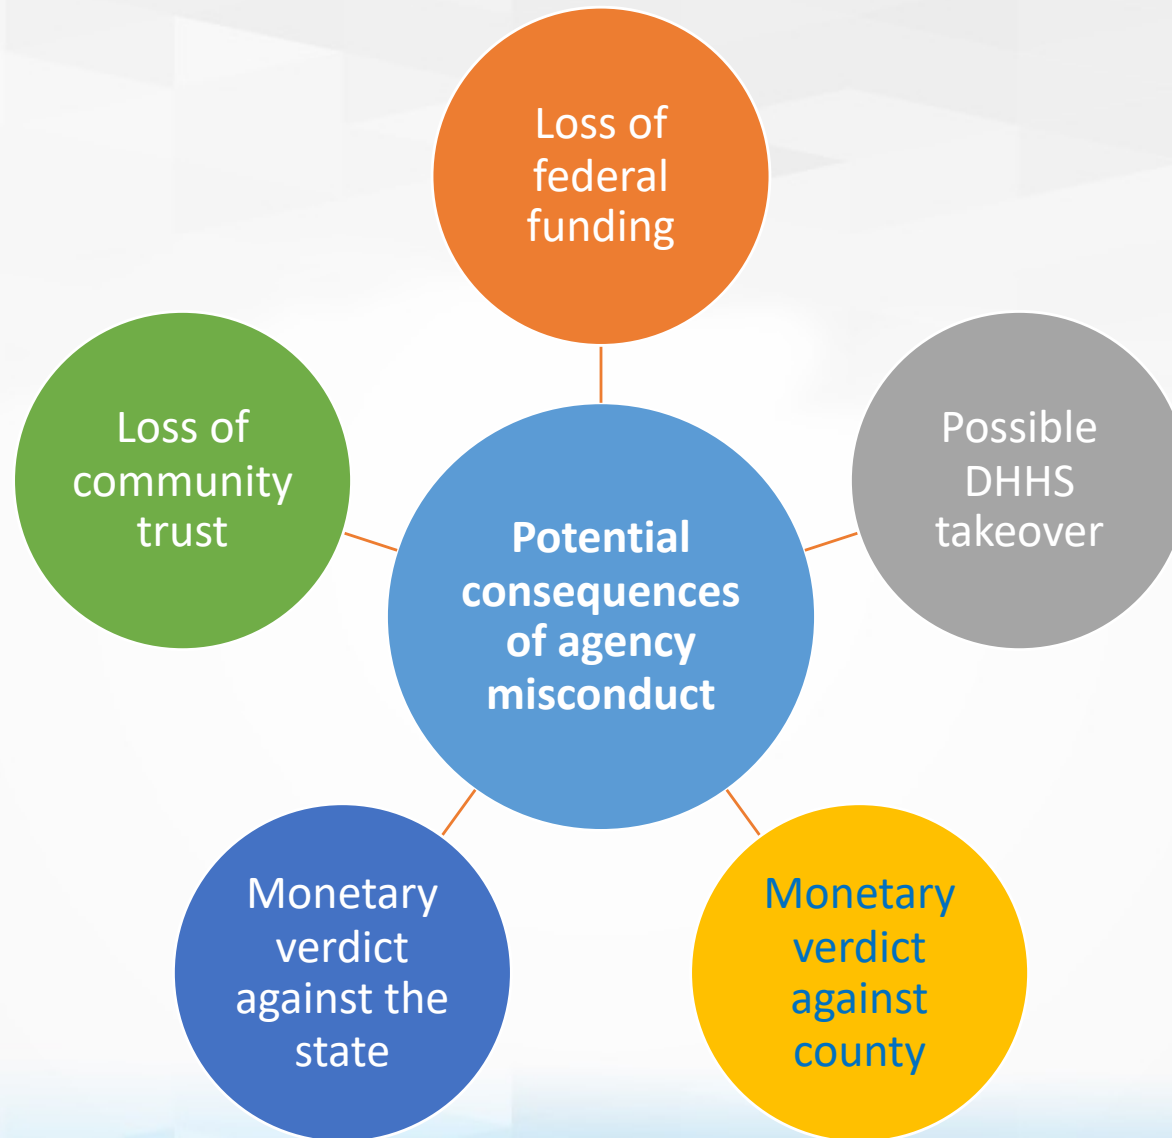 Loss of
federal
funding
Loss of
community
trust
Possible
DHHS
takeover
Potential
consequences
of agency
misconduct
Monetary
verdict
against the
state
Monetary
verdict
against
county